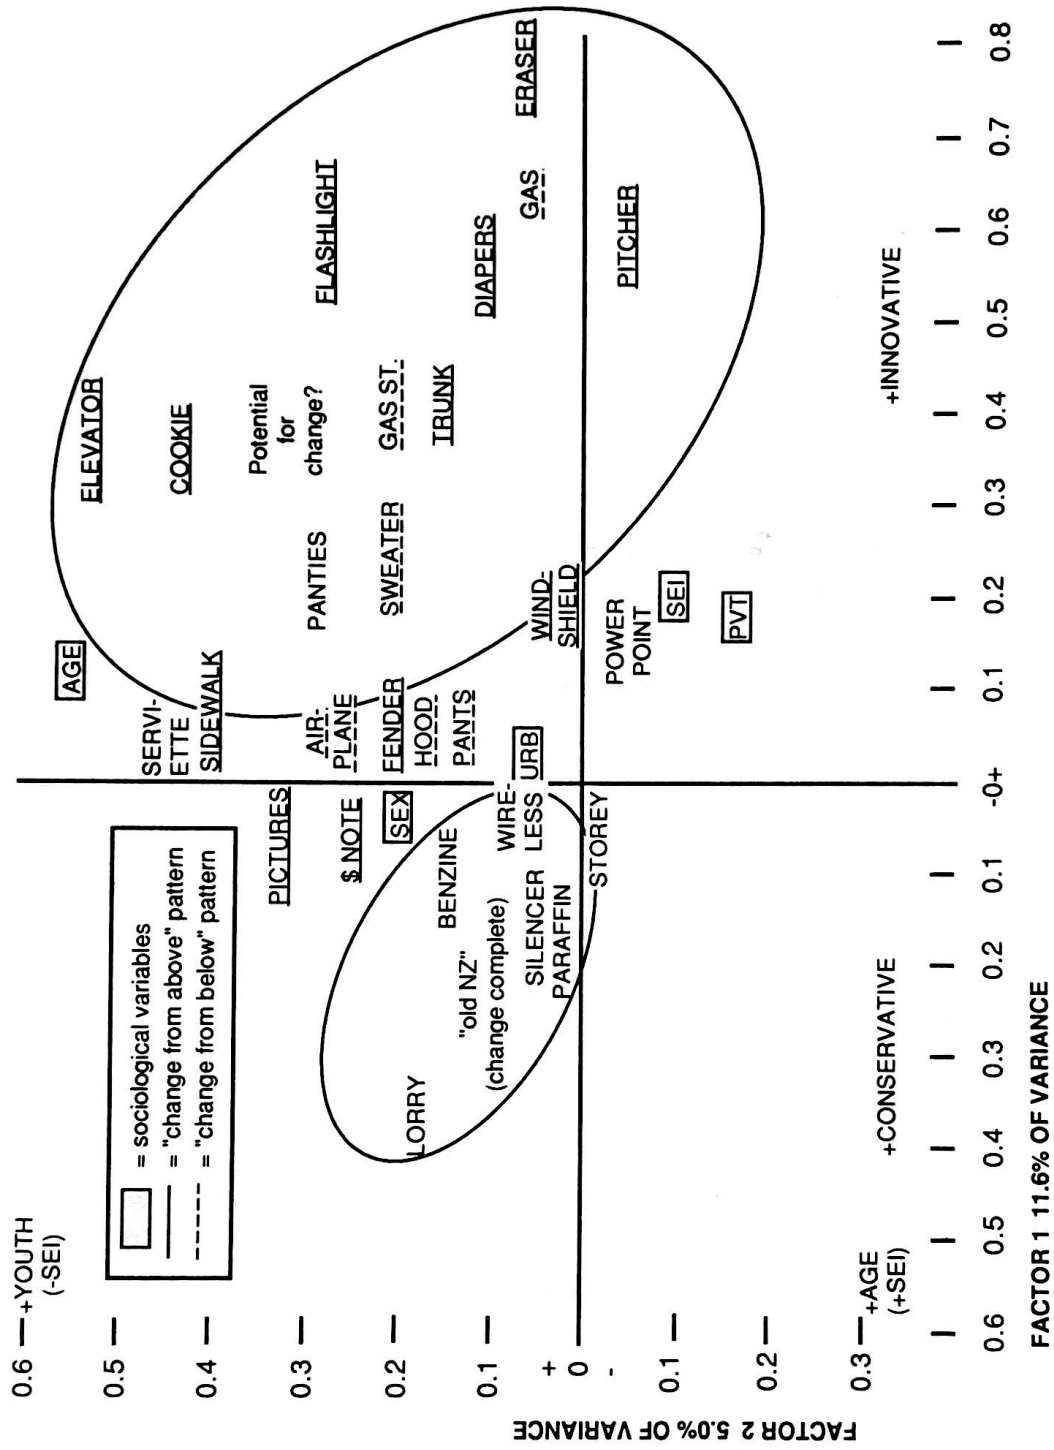 0.6
+YOUTH
(-SEI)
0.5
= sociological variables
= "change from above" pattern
= "change from below" pattern
AGE
ELEVATOR
SERVI-
ETTE
SIDEWALK
COOKIE
0.3
PICTURES
$ NOTE
AIR-
PLANE
PANTIES
Potential
for
change?
FLASHLIGHT
0.2
SEX
FENDER
HOOD
PANTS
SWEATER
GAS ST.
TRUNK
LORRY
BENZINE
"old NZ"
(change complete)
0.1
DIAPERS
WIRE-
LESS
URB
SILENCER
PARAFFIN
WIND-
SHIELD
GAS
ERASER
+
0
-
STOREY
POWER
POINT
PITCHER
0.1
SEI
0.2
PVT
0.3
+AGE
(+SEI)
+CONSERVATIVE
+INNOVATIVE
0.6 0.5 0.4 0.3 0.2 0.1 -0+ 0.1 0.2 0.3 0.4 0.5 0.6 0.7 0.8
FACTOR 1 11.6% OF VARIANCE
FACTOR 2 5.0% OF VARIANCE